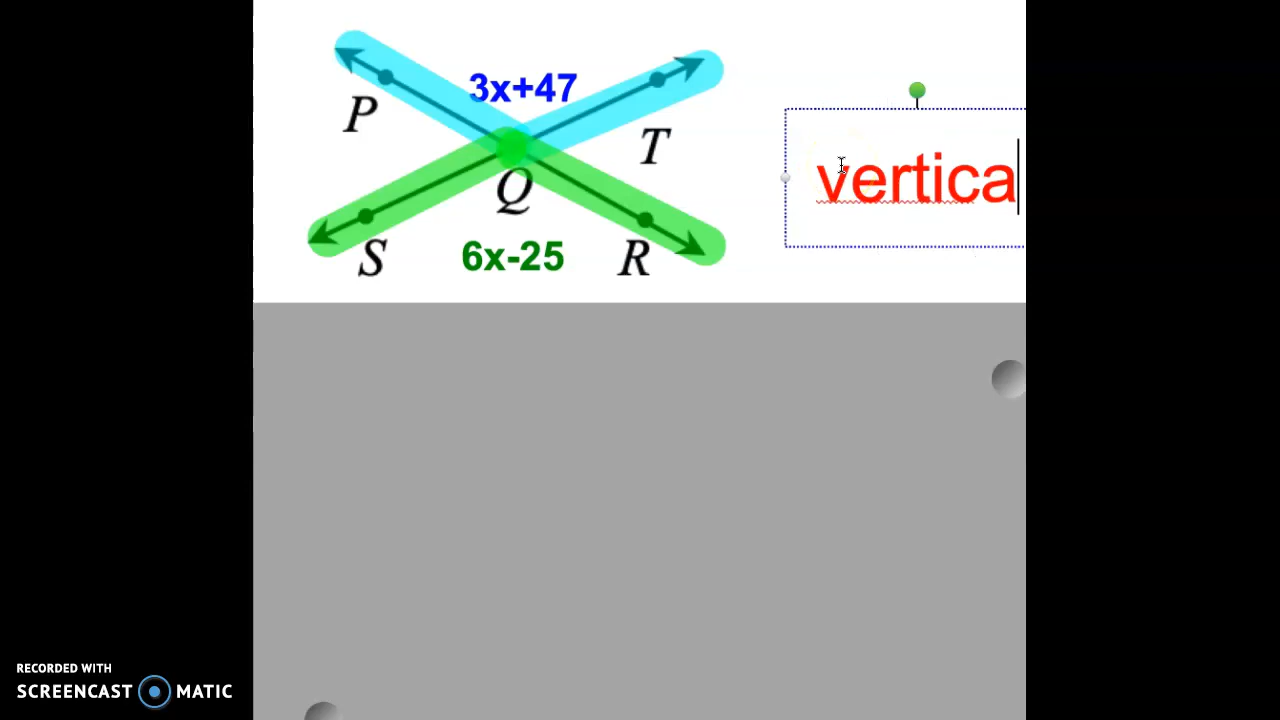 3x+47
P
T
vertica
Q
S
6x-25
R
RECORDED WITH
SCREENCAST MATIC